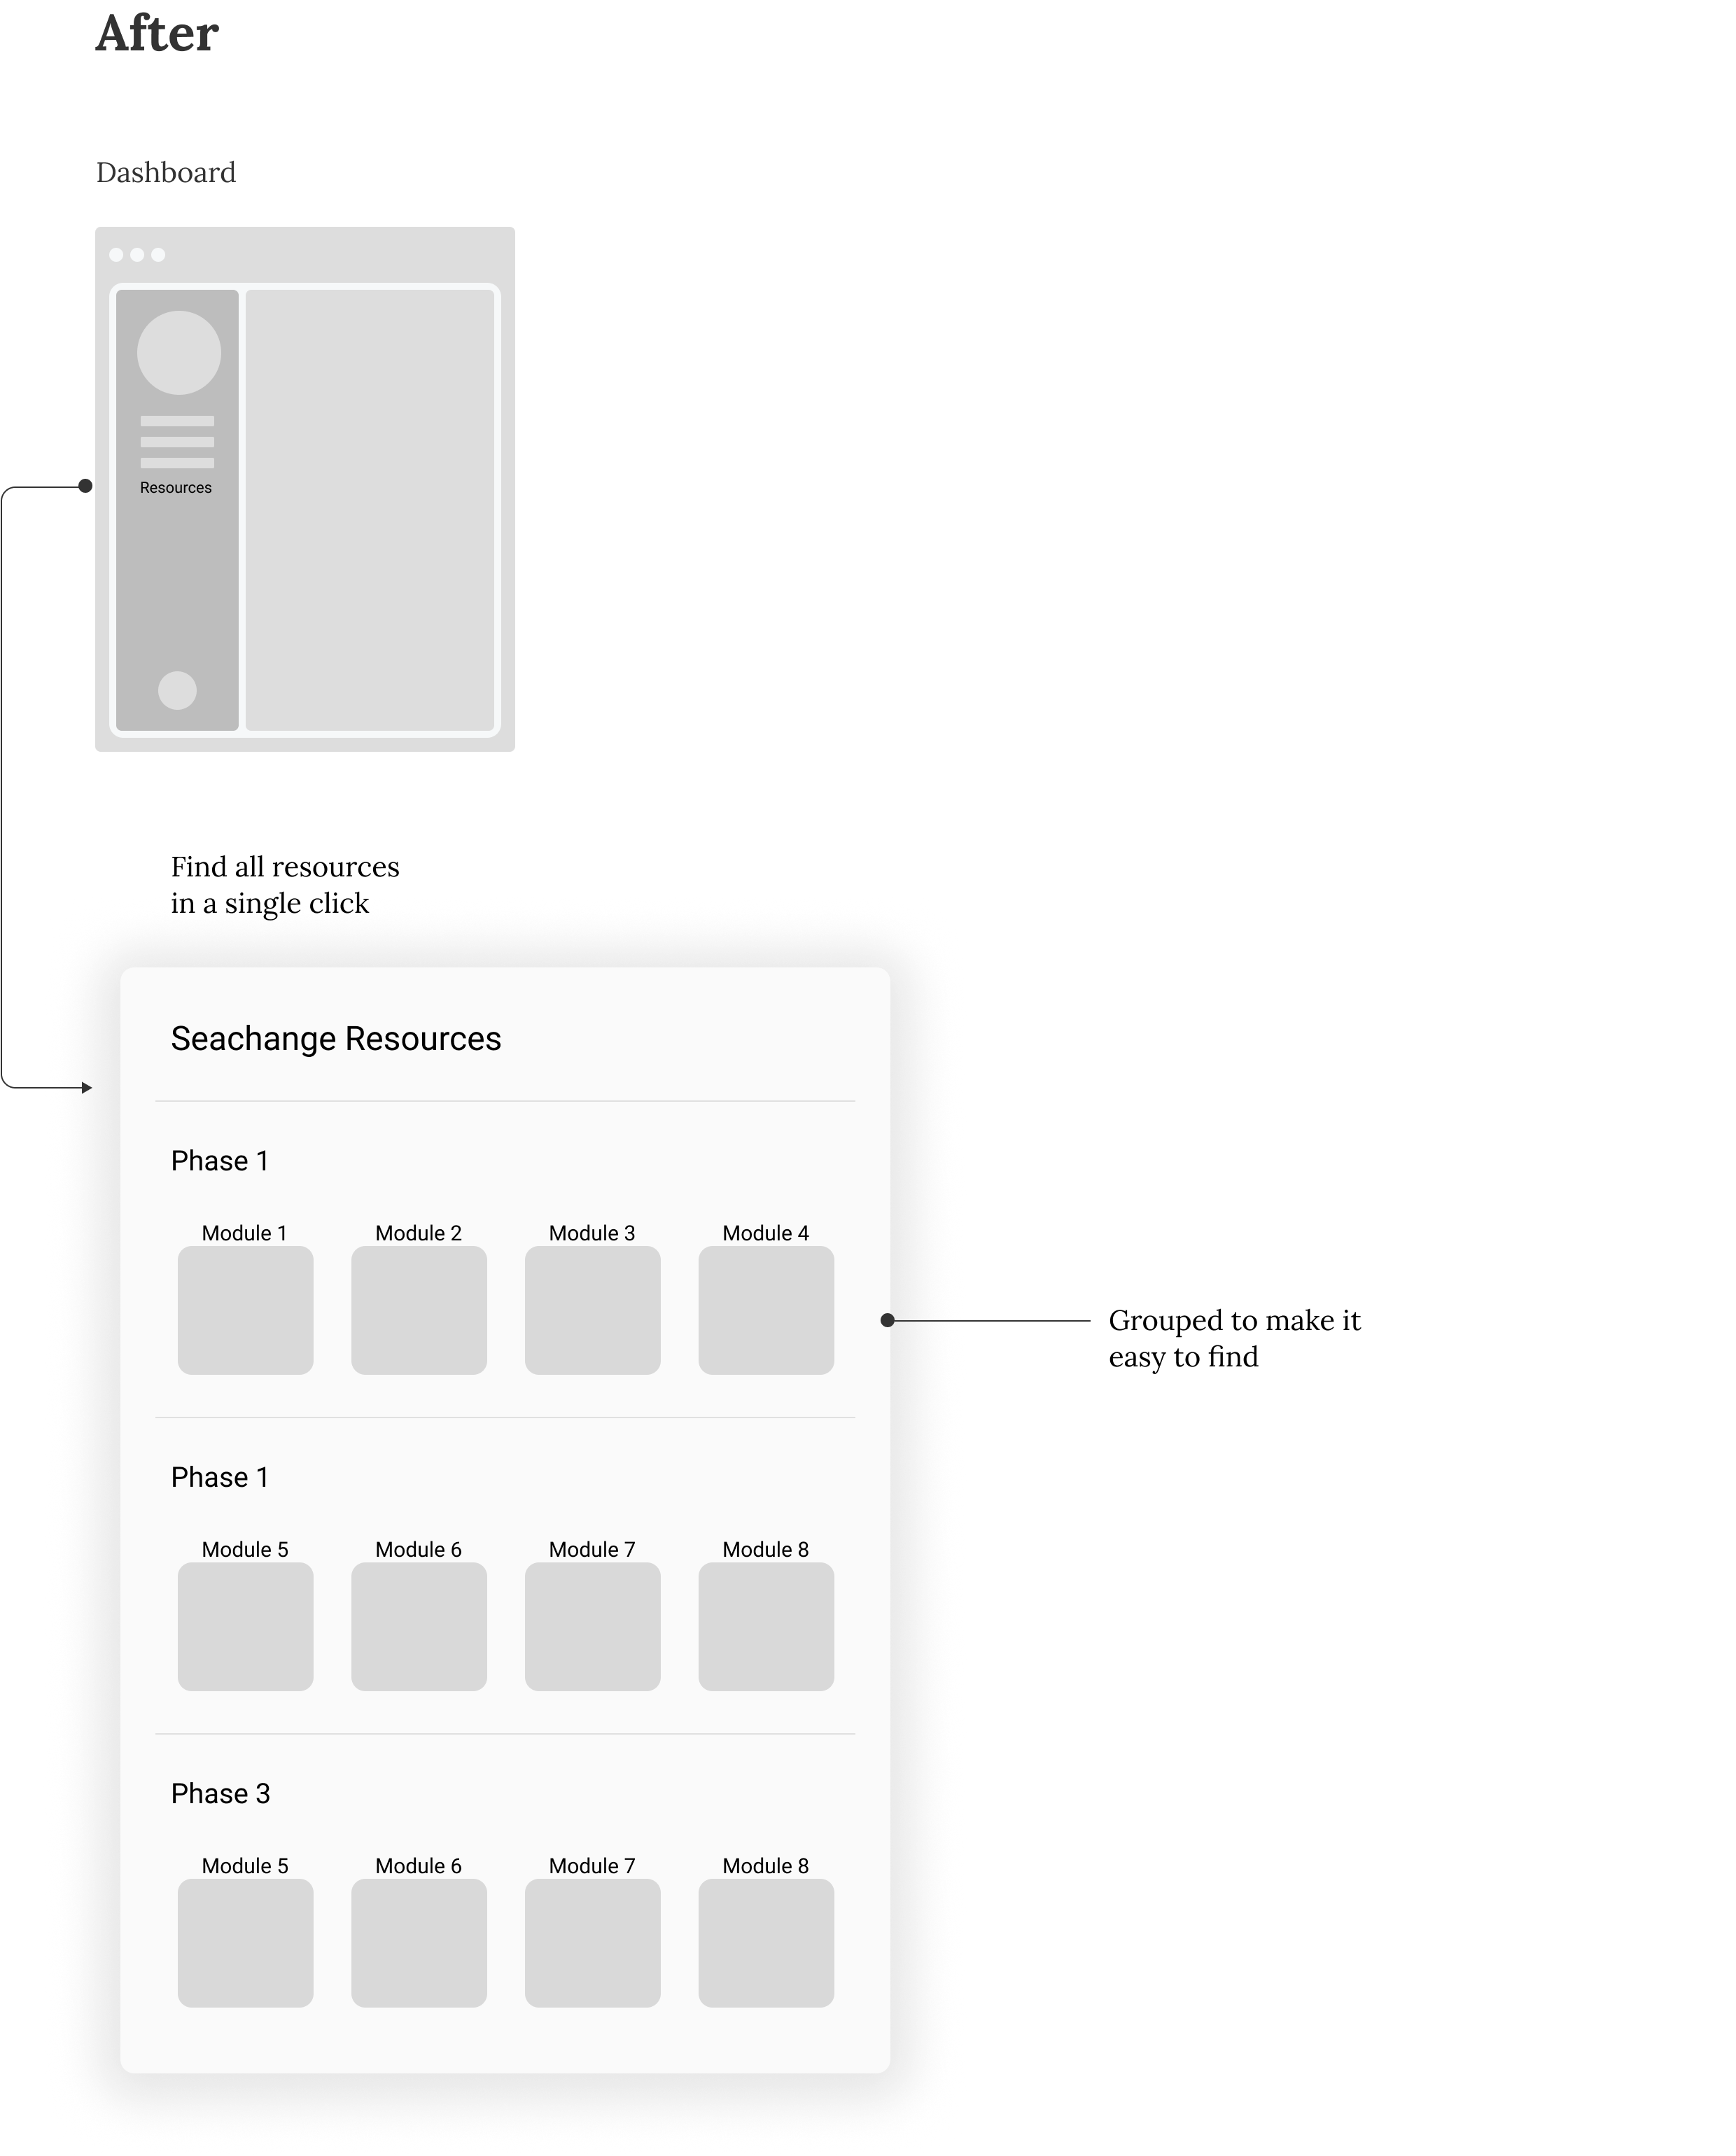 After
Dashboard
Resources
Find all resources
in a single click
Seachange Resources
Phase 1
Module 1 Module 2 Module 3 Module 4
Grouped to make it
easy to find
Phase 1
Module 5 Module 6 Module 7 Module 8
Phase 3
Module 5 Module 6 Module 7 Module 8